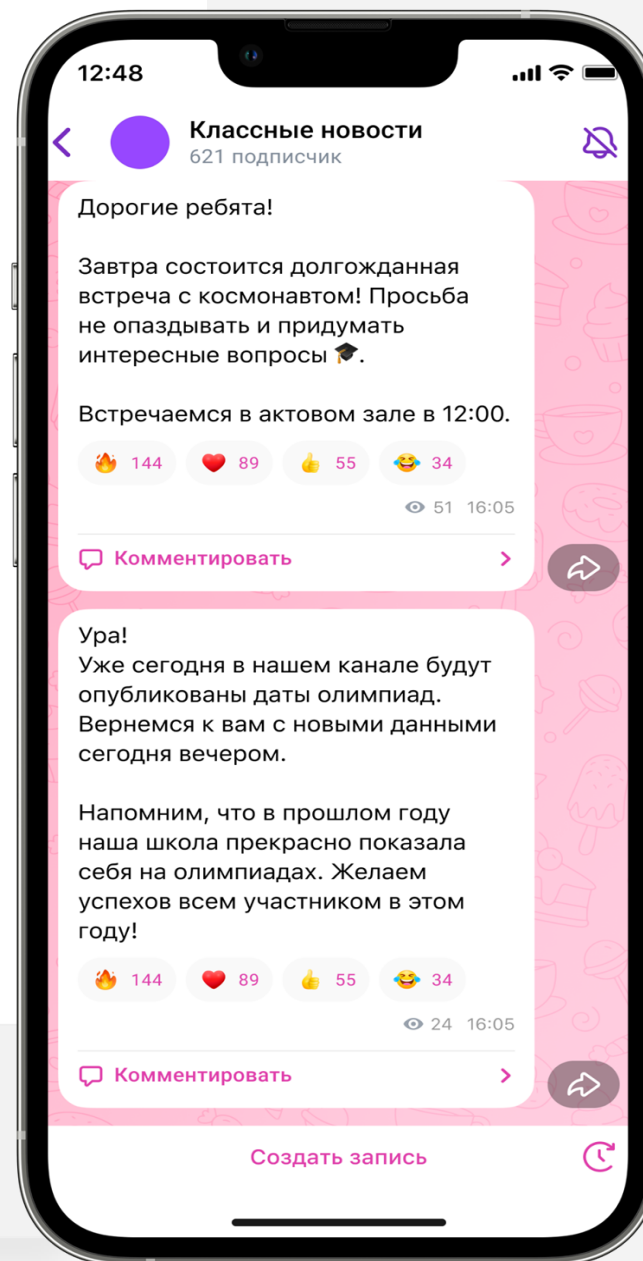 12:48
Классные новости
621 подписчик
Дорогие ребята!
Завтра состоится долгожданная
встреча с космонавтом! Просьба
не опаздывать и придумать
интересные вопросы 🎓.
Встречаемся в актовом зале в 12:00.
🔥 144 ❤️ 89 👍 55 😂 34
51 16:05
Комментировать
Ура!
Уже сегодня в нашем канале будут
опубликованы даты олимпиад.
Вернемся к вам с новыми данными
сегодня вечером.
Напомним, что в прошлом году
наша школа прекрасно показала
себя на олимпиадах. Желаем
успехов всем участником в этом
году!
🔥 144 ❤️ 89 👍 55 😂 34
24 16:05
Комментировать
Создать запись